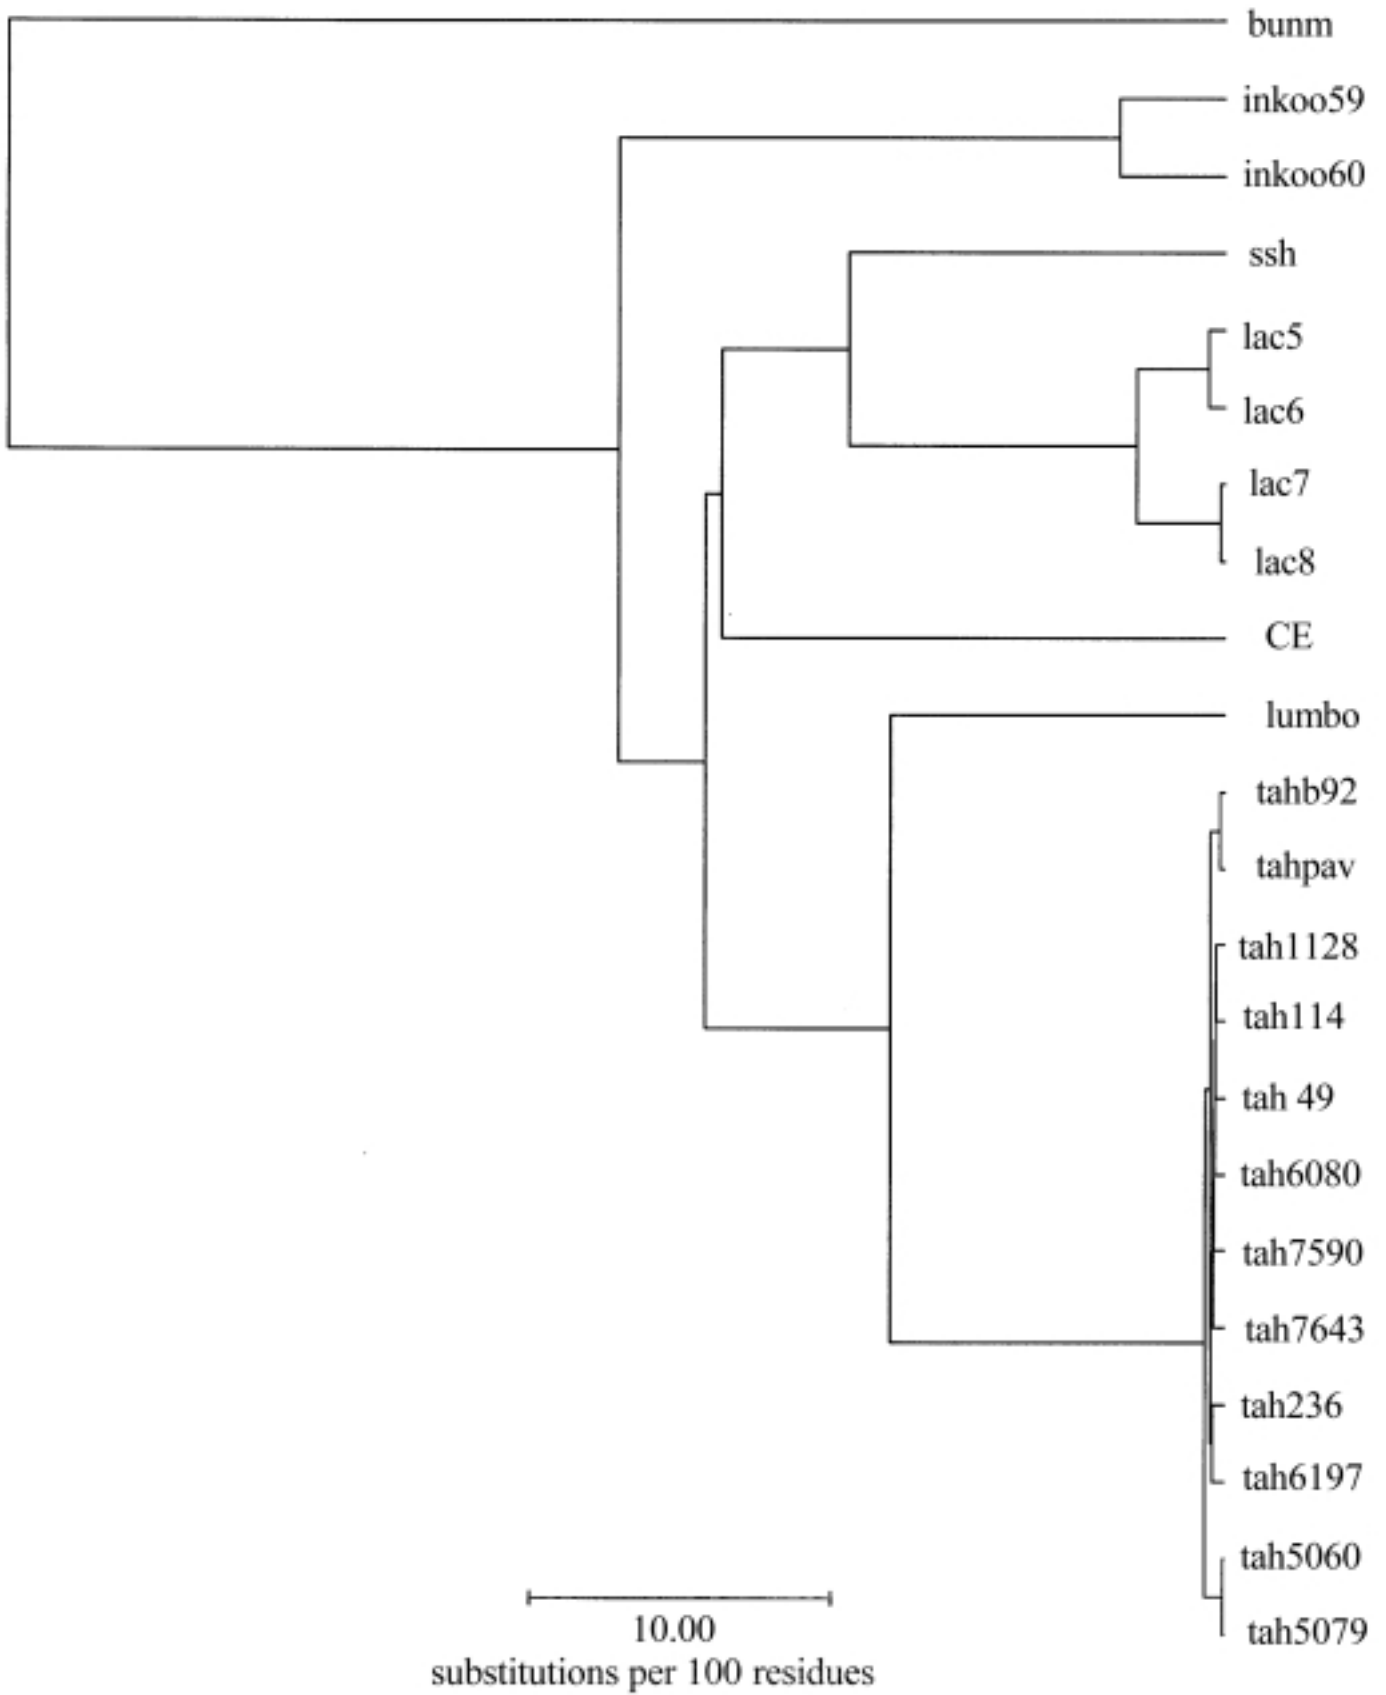 bunm
inkoo59
inkoo60
ssh
lac5
lac6
lac7
lac8
CE
lumbo
tahb92
tahpav
tah1128
tah114
tah 49
tah6080
tah7590
tah7643
tah236
tah6197
tah5060
tah5079
10.00
substitutions per 100 residues